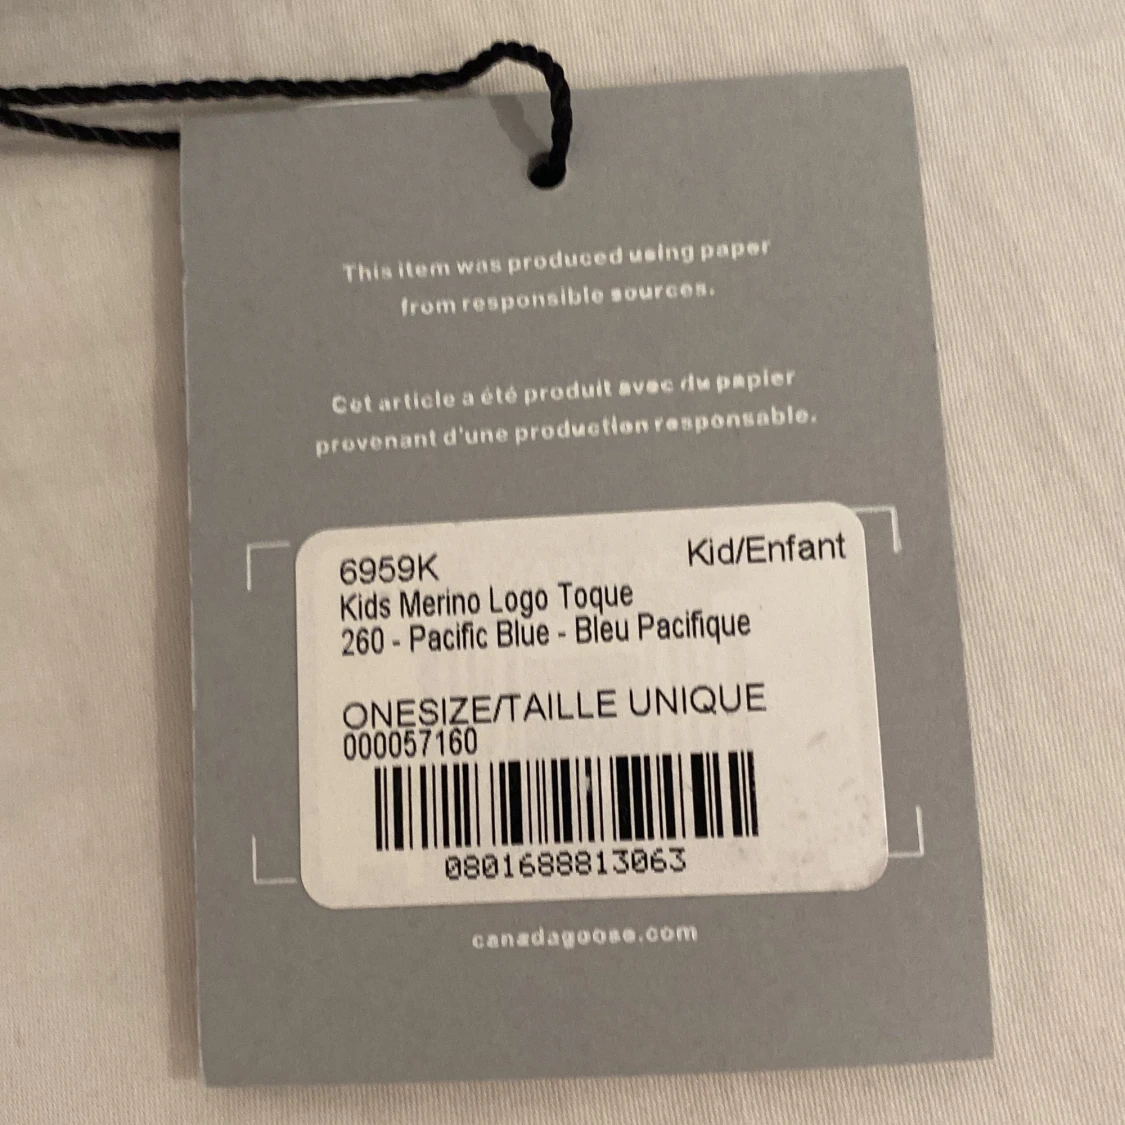 This item was produced using paper
from responsible sources.
Cet article a été produit avec du papier
provenant d'une production responsable.
6959K
Kid/Enfant
Kids Merino Logo Toque
260 - Pacific Blue - Bleu Pacifique
ONESIZE/TAILLE UNIQUE
000057160
0801688813063
canadagoose.com